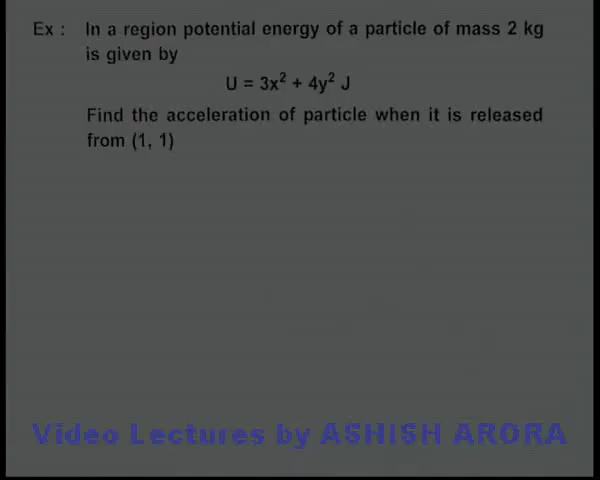 Ex : In a region potential energy of a particle of mass 2 kg
is given by
U = 3x² + 4y² J
Find the acceleration of particle when it is released
from (1, 1)
Video Lectures by ASHISH ARORA